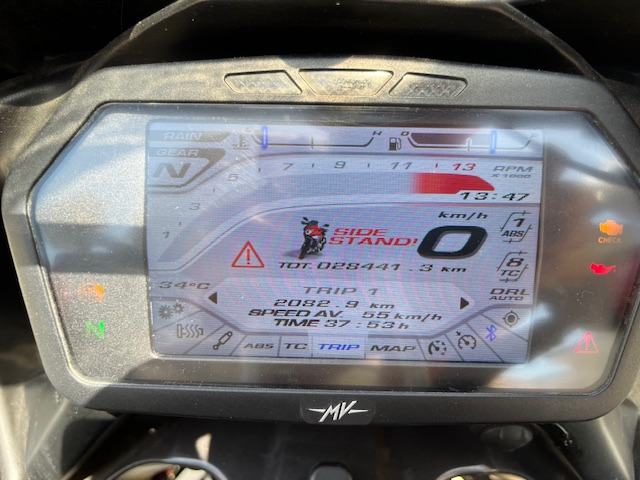 RAIN
C H 0
GEAR
N
1 3 5 7 9 11 13
RPM
X 1000
13:47
km/h
SIDE
STAND!
0
1
ABS
TOT. 028441.3 km
8
TC
CHECK
34°C
TRIP 1
2082.9 km
SPEED AV. 55 km/h
TIME 37:53 h
DRL
AUTO
N
ABS TC TRIP MAP
MV